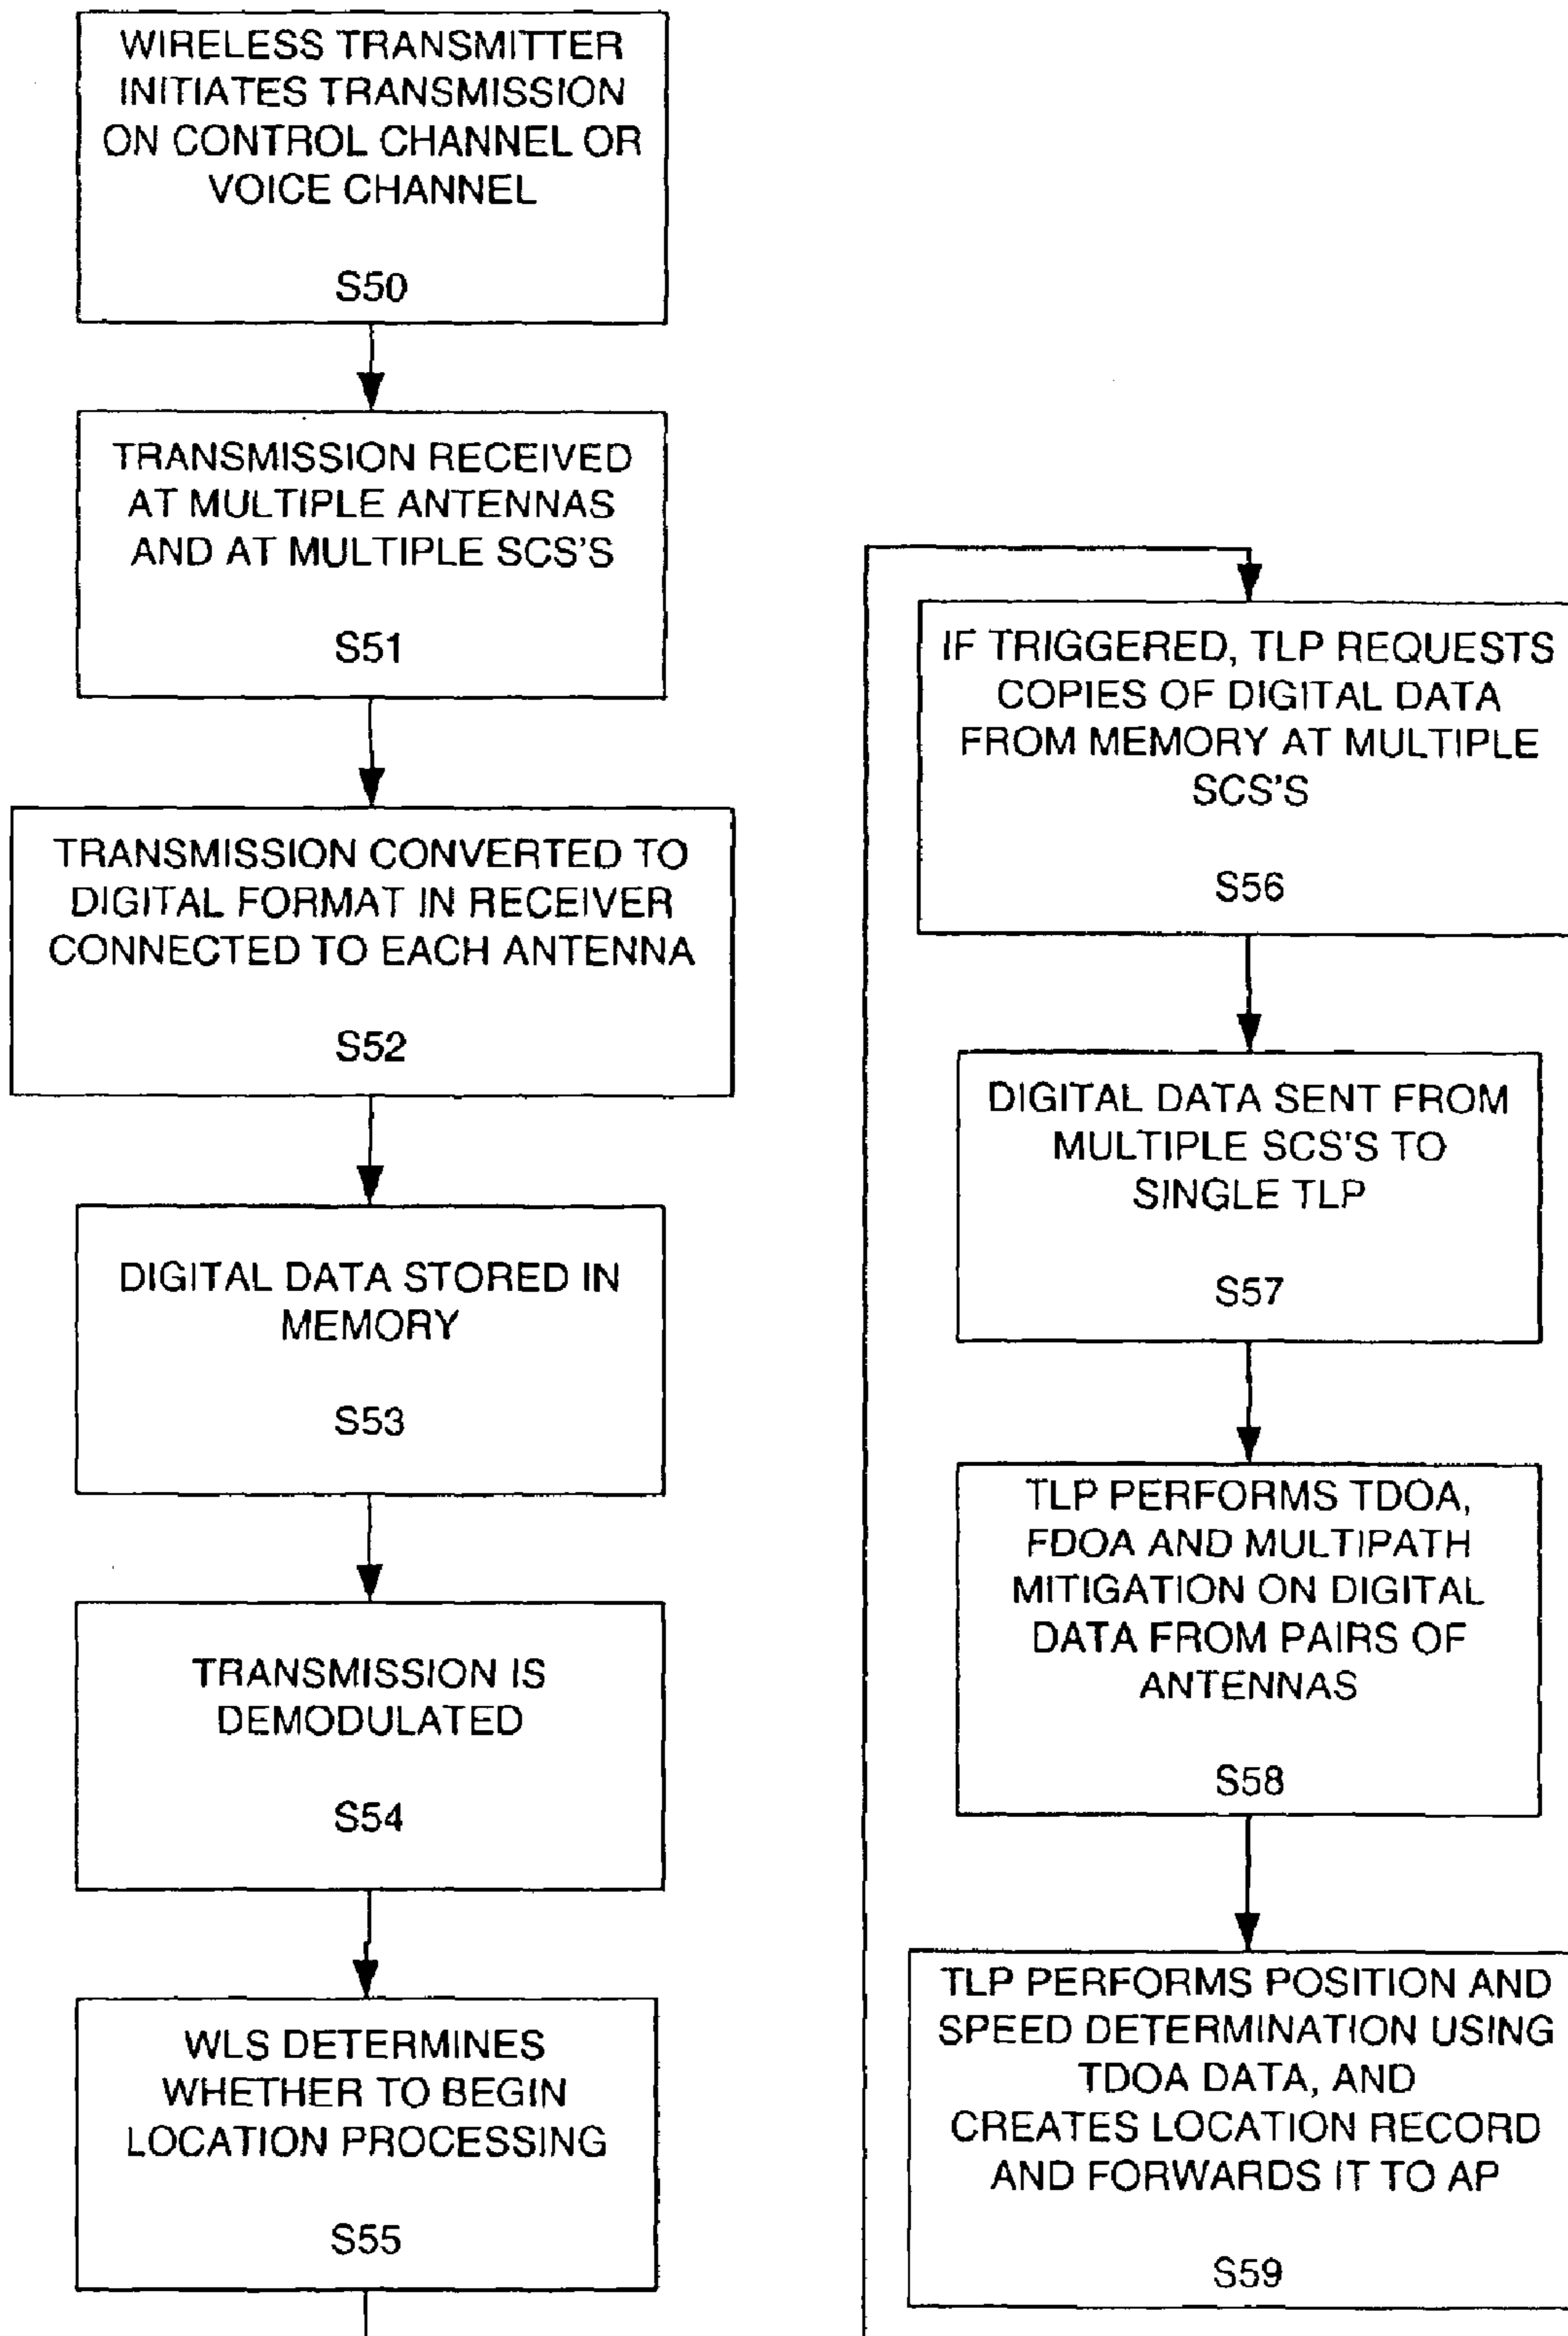 WIRELESS TRANSMITTER
INITIATES TRANSMISSION
ON CONTROL CHANNEL OR
VOICE CHANNEL
S50
TRANSMISSION RECEIVED
AT MULTIPLE ANTENNAS
AND AT MULTIPLE SCS'S
S51
TRANSMISSION CONVERTED TO
DIGITAL FORMAT IN RECEIVER
CONNECTED TO EACH ANTENNA
S52
DIGITAL DATA STORED IN
MEMORY
S53
TRANSMISSION IS
DEMODULATED
S54
WLS DETERMINES
WHETHER TO BEGIN
LOCATION PROCESSING
S55
IF TRIGGERED, TLP REQUESTS
COPIES OF DIGITAL DATA
FROM MEMORY AT MULTIPLE
SCS'S
S56
DIGITAL DATA SENT FROM
MULTIPLE SCS'S TO
SINGLE TLP
S57
TLP PERFORMS TDOA,
FDOA AND MULTIPATH
MITIGATION ON DIGITAL
DATA FROM PAIRS OF
ANTENNAS
S58
TLP PERFORMS POSITION AND
SPEED DETERMINATION USING
TDOA DATA, AND
CREATES LOCATION RECORD
AND FORWARDS IT TO AP
S59